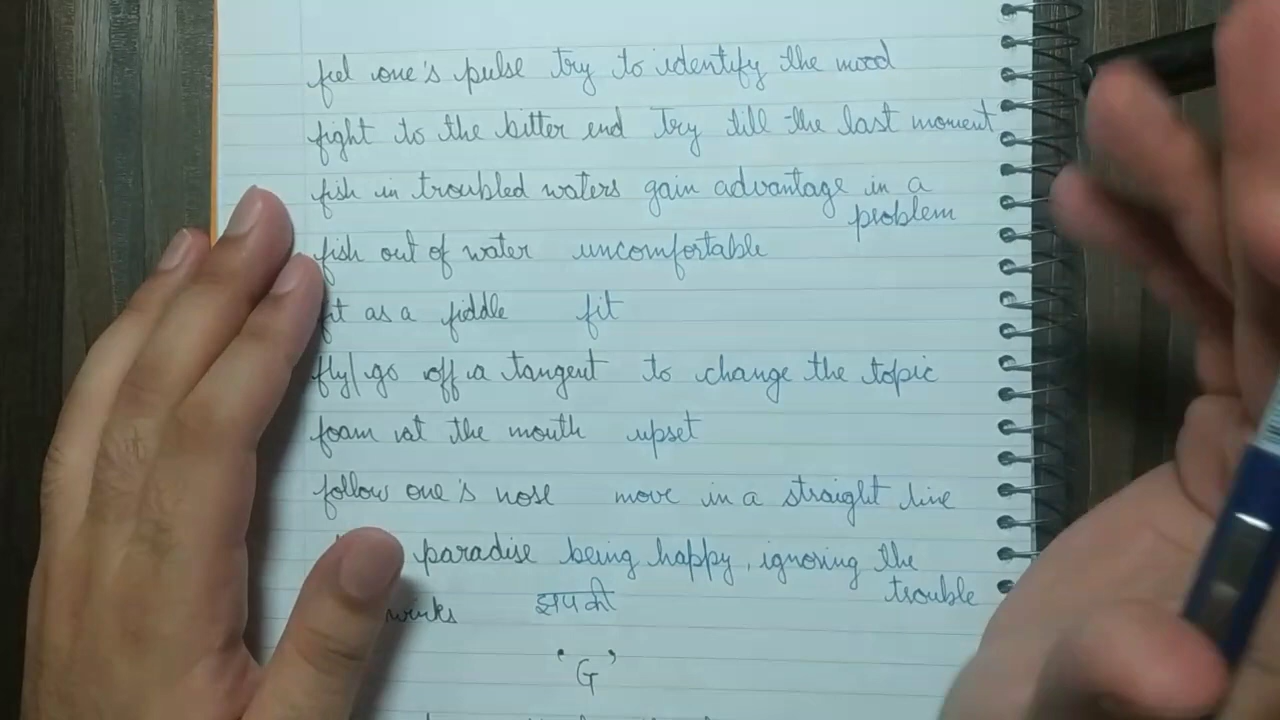 feel one's pulse try to identify the mood
fight to the bitter end Try till the last moment
fish in troubled waters gain advantage in a
problem
fish out of water uncomfortable
fit as a fiddle fit
fly/go off a tangent to change the topic
foam at the mouth upset
follow one's nose move in a straight line
paradise being happy, ignoring the
trouble
winks झपकी
'G'